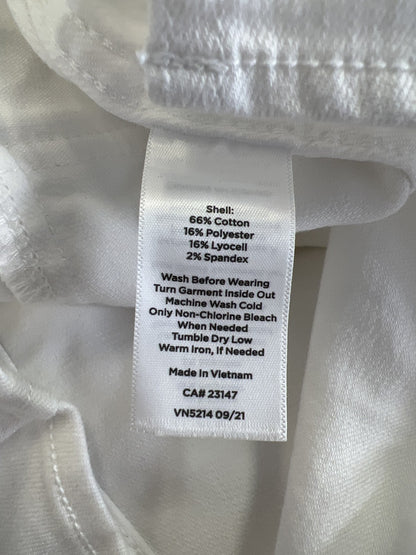 Shell:
66% Cotton
16% Polyester
16% Lyocell
2% Spandex
Wash Before Wearing
Turn Garment Inside Out
Machine Wash Cold
Only Non-Chlorine Bleach
When Needed
Tumble Dry Low
Warm Iron, If Needed
Made In Vietnam
CA# 23147
VN5214 09/21